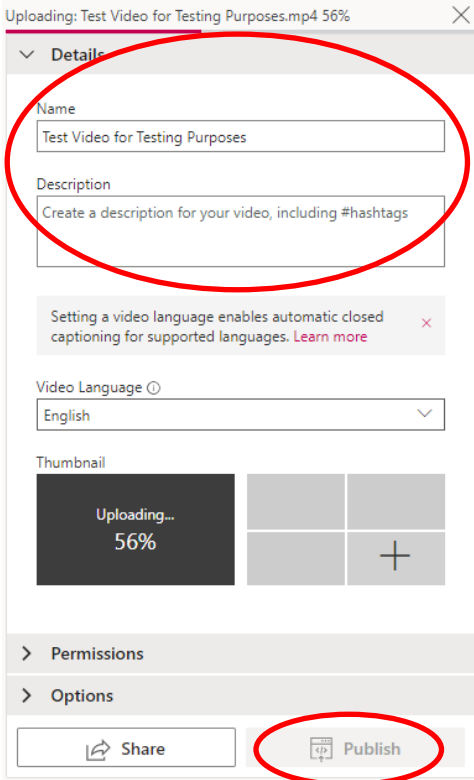 Uploading: Test Video for Testing Purposes.mp4 56%
Details
Name
Test Video for Testing Purposes
Description
Create a description for your video, including #hashtags
Setting a video language enables automatic closed
captioning for supported languages. Learn more
Video Language
English
Thumbnail
Uploading...
56%
Permissions
Options
Share
Publish